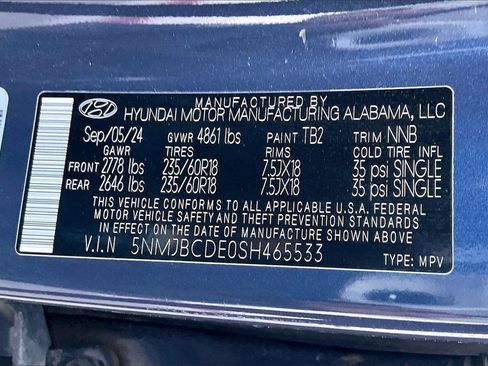 MANUFACTURED BY
HYUNDAI MOTOR MANUFACTURING ALABAMA, LLC
Sep/05/24 GVWR 4861 lbs PAINT TB2 TRIM NNB
GAWR TIRES RIMS COLD TIRE INFL
FRONT 2778 lbs 235/60R18 7.5JX18 35 psi SINGLE
REAR 2646 lbs 235/60R18 7.5JX18 35 psi SINGLE
THIS VEHICLE CONFORMS TO ALL APPLICABLE U.S.A. FEDERAL
MOTOR VEHICLE SAFETY AND THEFT PREVENTION STANDARDS
IN EFFECT ON THE DATE OF MANUFACTURE SHOWN ABOVE.
V.I.N 5NMJBCDE0SH465533 TYPE: MPV